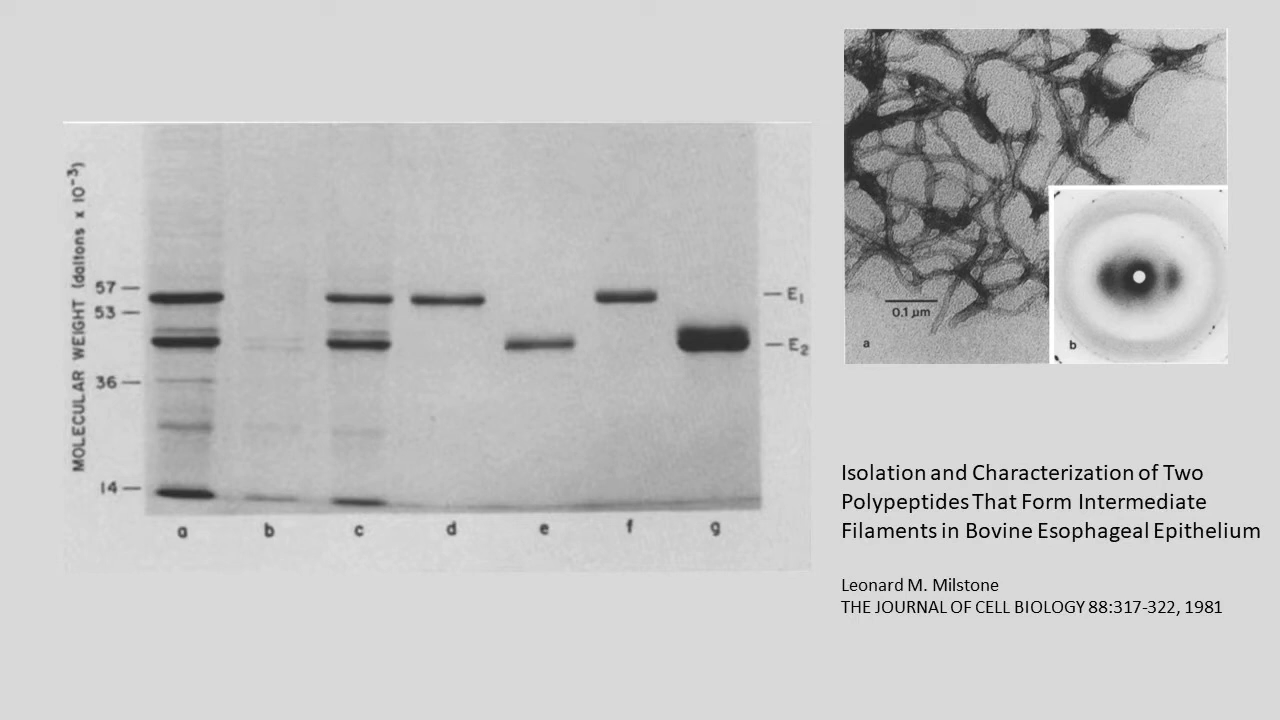 MOLECULAR WEIGHT (daltons x 10⁻³)
57
53
36
14
E₁
E₂
a b c d e f g
0.1 µm
a
b
Isolation and Characterization of Two
Polypeptides That Form Intermediate
Filaments in Bovine Esophageal Epithelium
Leonard M. Milstone
THE JOURNAL OF CELL BIOLOGY 88:317-322, 1981